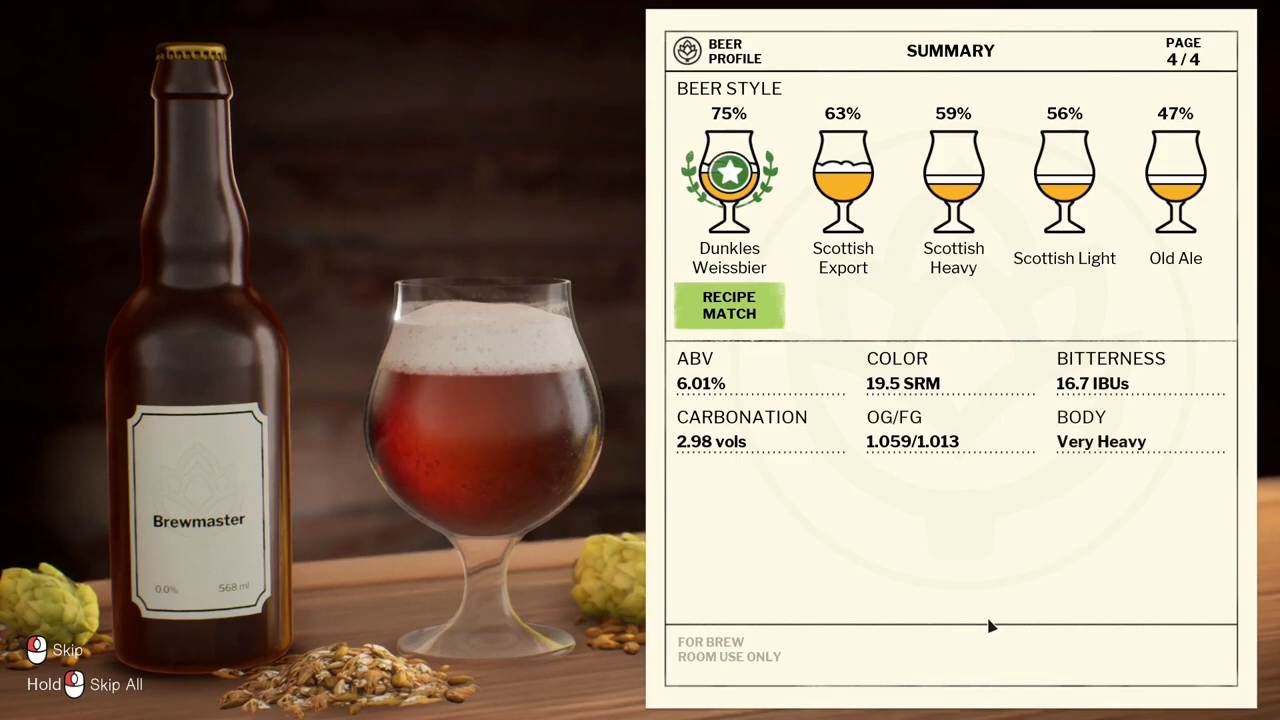 BEER
PROFILE
SUMMARY
PAGE
4 / 4
BEER STYLE
75%
63%
59%
56%
47%
Dunkles
Weissbier
Scottish
Export
Scottish
Heavy
Scottish Light
Old Ale
RECIPE
MATCH
ABV
COLOR
BITTERNESS
6.01%
19.5 SRM
16.7 IBUs
CARBONATION
OG/FG
BODY
2.98 vols
1.059/1.013
Very Heavy
FOR BREW
ROOM USE ONLY
Brewmaster
0.0%
568 ml
Skip
Hold
Skip All